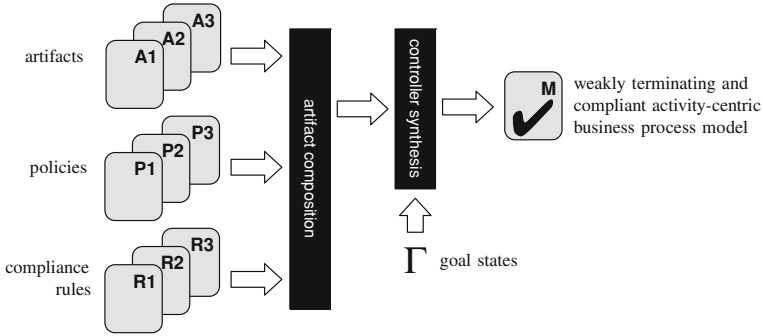 artifacts
A1
A2
A3
policies
P1
P2
P3
compliance
rules
R1
R2
R3
artifact composition
controller synthesis
Γ goal states
M
weakly terminating and
compliant activity-centric
business process model